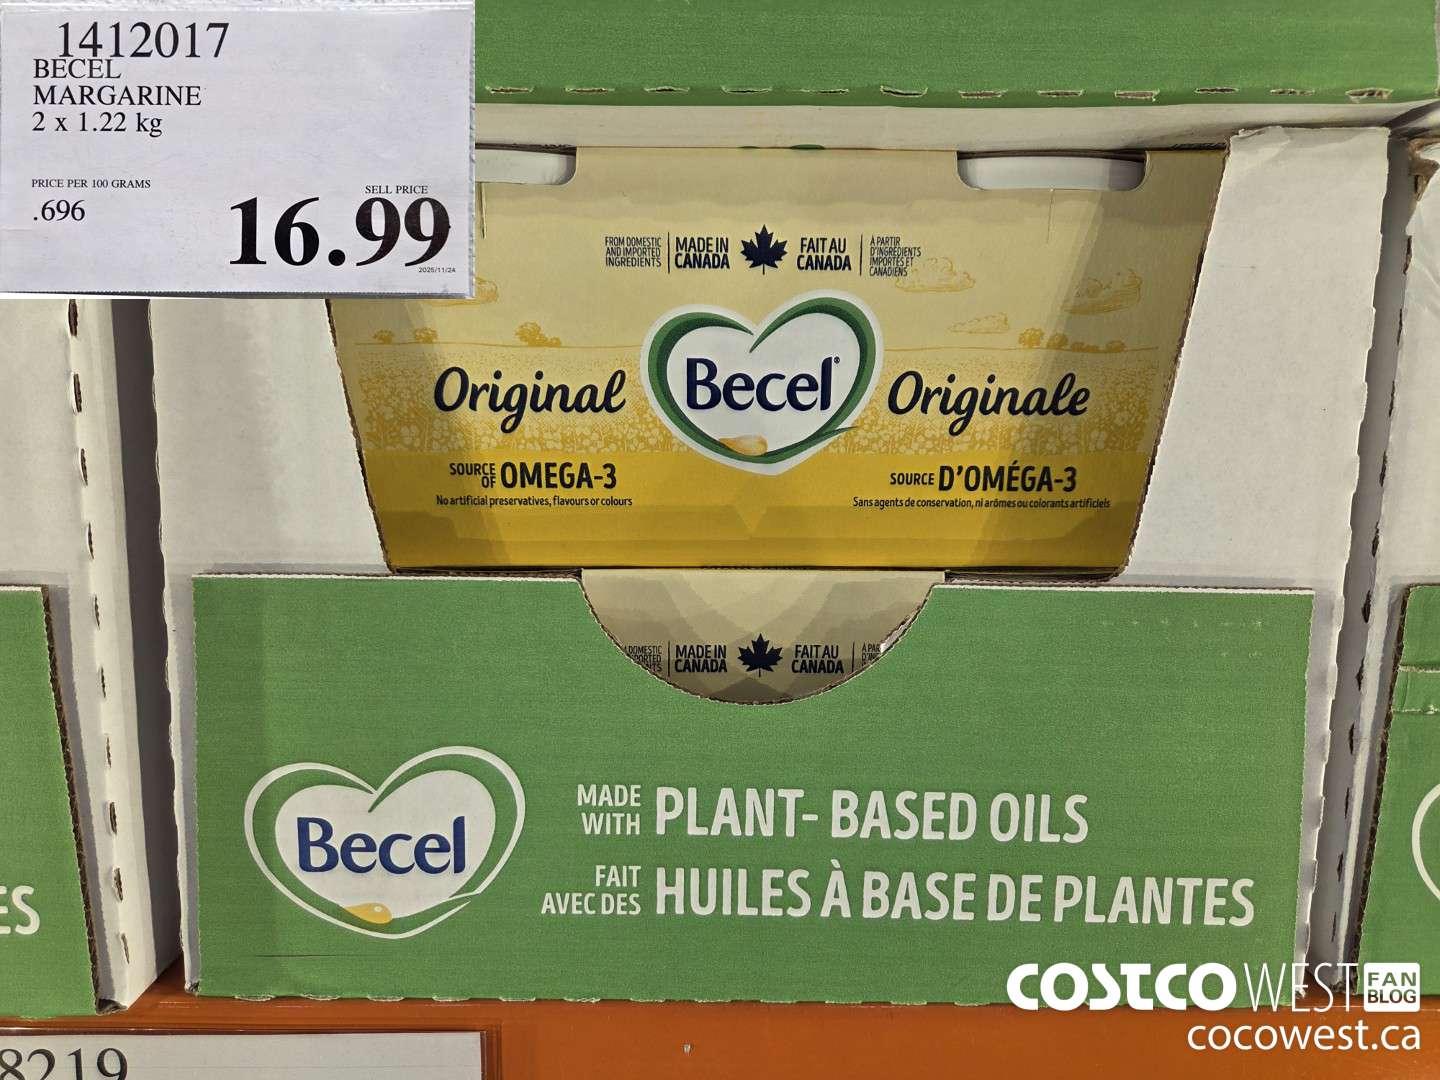 1412017
BECEL
MARGARINE
2 x 1.22 kg
PRICE PER 100 GRAMS
.696
SELL PRICE
16.99
2025/11/24
FROM DOMESTIC
AND IMPORTED
INGREDIENTS
MADE IN
CANADA
FAIT AU
CANADA
À PARTIR
D'INGRÉDIENTS
IMPORTÉS ET
CANADIENS
Original
Becel®
Originale
SOURCE OF OMEGA-3
SOURCE D'OMÉGA-3
No artificial preservatives, flavours or colours
Sans agents de conservation, ni arômes ou colorants artificiels
MADE IN
CANADA
FAIT AU
CANADA
Becel
MADE WITH PLANT-BASED OILS
FAIT AVEC DES HUILES À BASE DE PLANTES
ES
8219
COSTCO WEST FAN BLOG
cocowest.ca